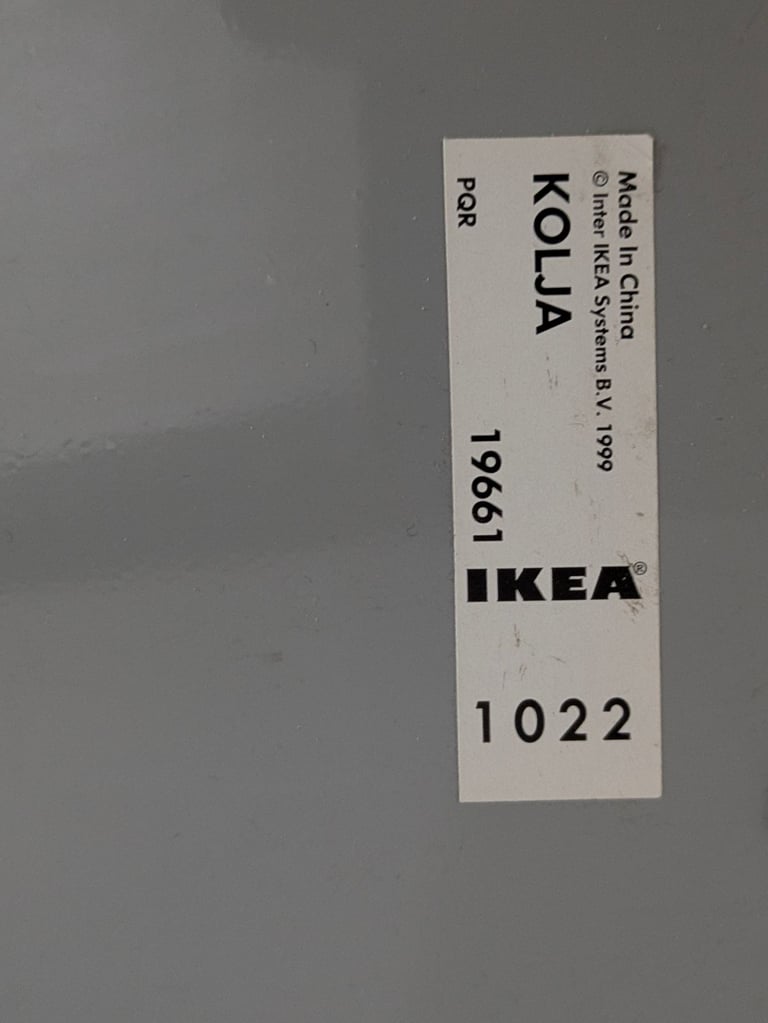 Made In China
© Inter IKEA Systems B.V. 1999
KOLJA
PQR
19661
IKEA®
1022